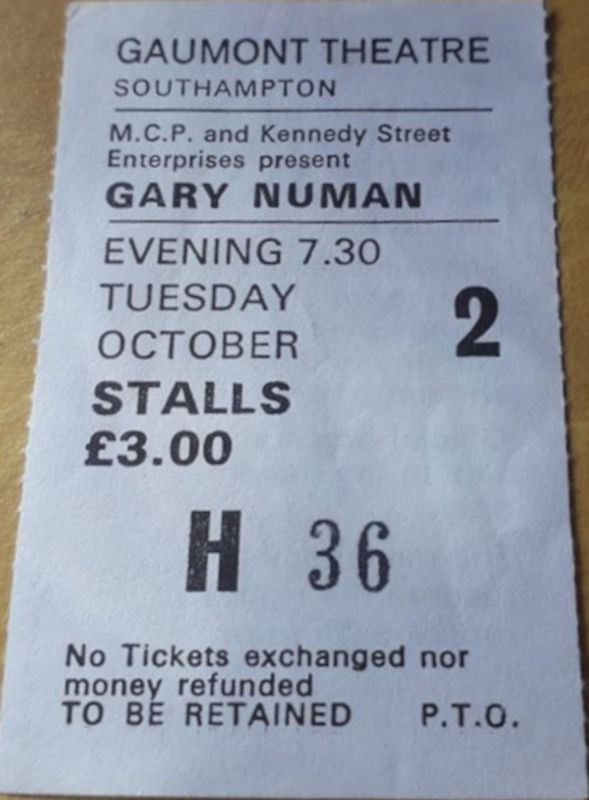 GAUMONT THEATRE
SOUTHAMPTON
M.C.P. and Kennedy Street
Enterprises present
GARY NUMAN
EVENING 7.30
TUESDAY
OCTOBER 2
STALLS
£3.00
H 36
No Tickets exchanged nor
money refunded
TO BE RETAINED P.T.O.